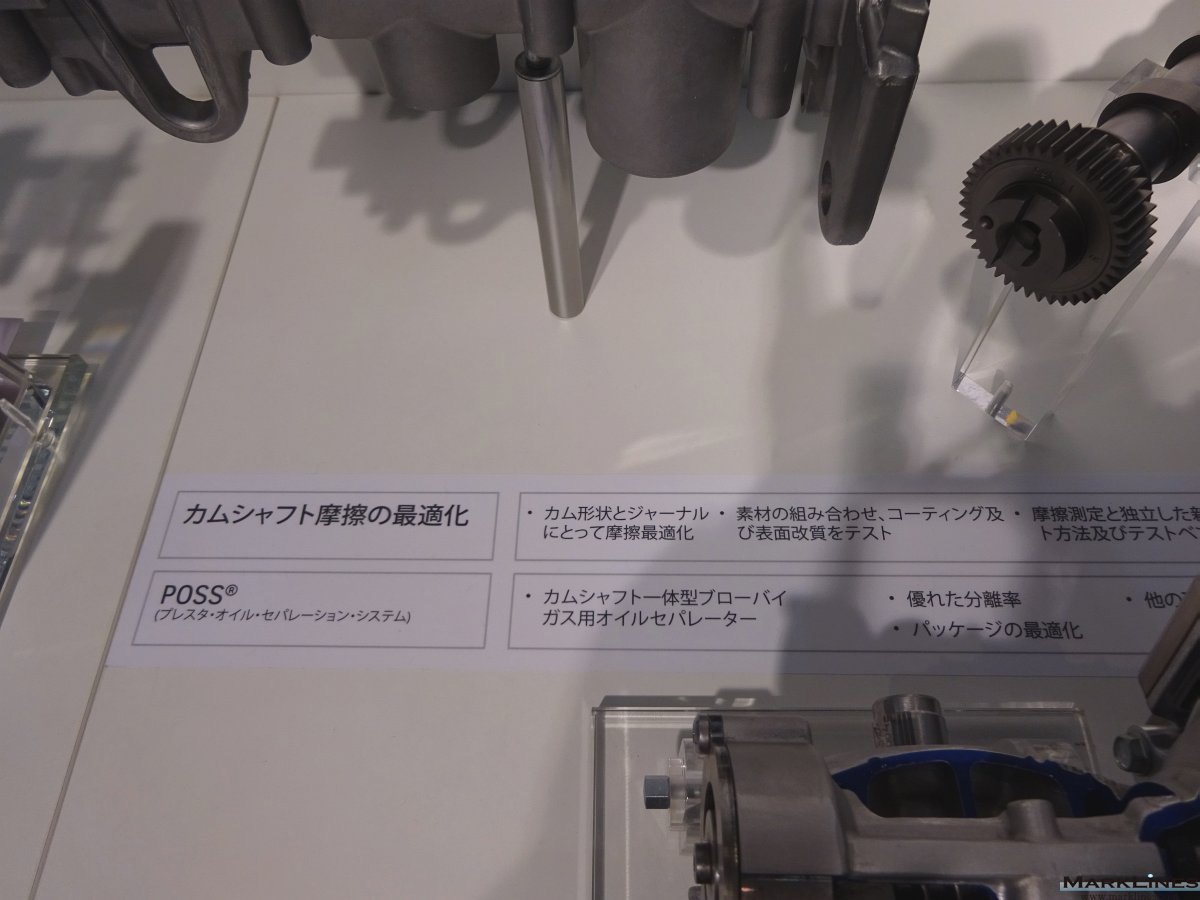 カムシャフト摩擦の最適化
・ カム形状とジャーナル
にとって摩擦最適化
・ 素材の組み合わせ、コーティング及
び表面改質をテスト
・ 摩擦測定と独立した
ト方法及びテストベ
POSS®
(プレスタ・オイル・セパレーション・システム)
・ カムシャフト一体型ブローバイ
ガス用オイルセパレーター
・ 優れた分離率
・ パッケージの最適化
・ 他の
MARKLINES